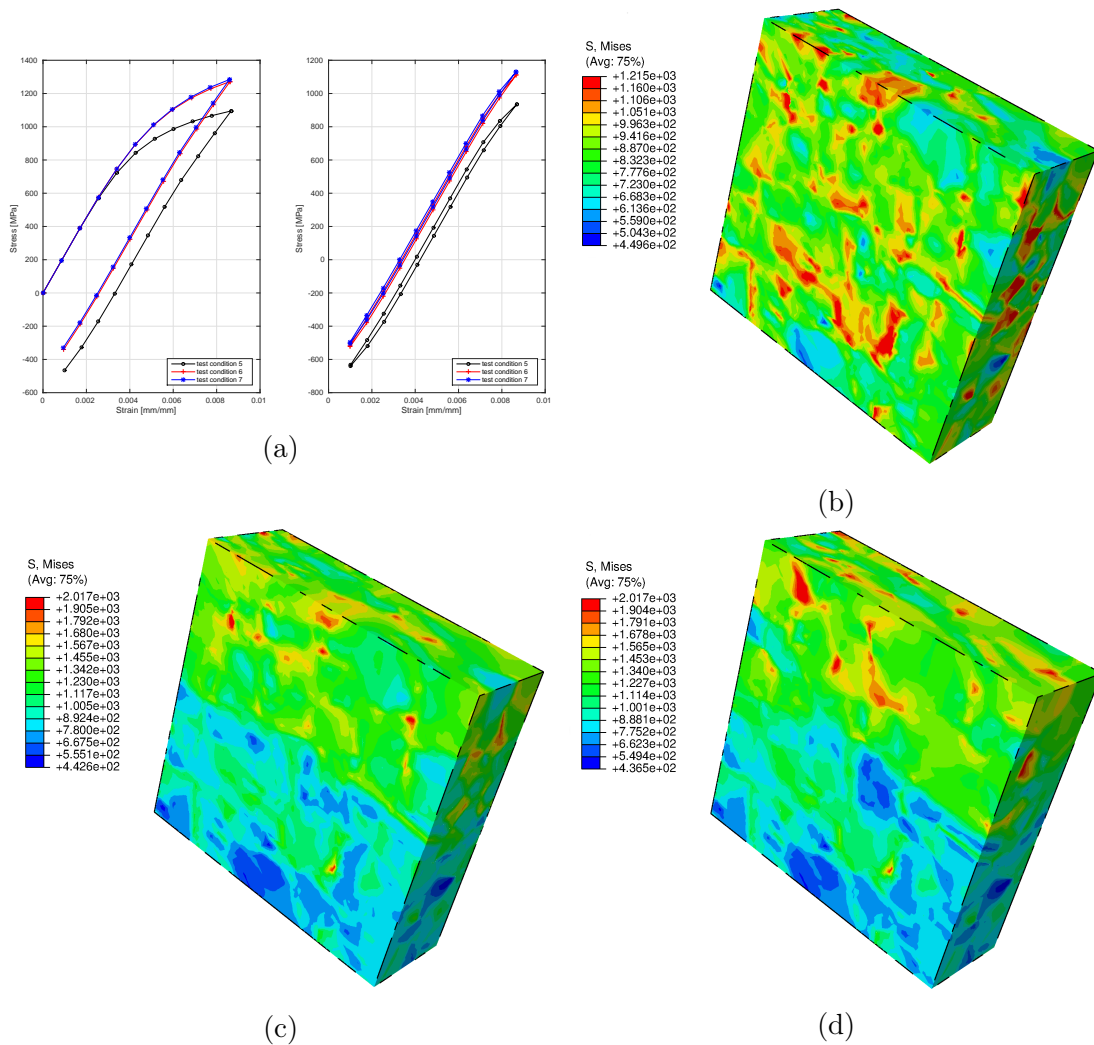 1400
1200
1000
800
600
400
200
0
-200
-400
-600
0 0.002 0.004 0.006 0.008 0.01
Stress [MPa]
Strain [mm/mm]
test condition 5
test condition 6
test condition 7
1400
1200
1000
800
600
400
200
0
-200
-400
-600
-800
0 0.002 0.004 0.006 0.008 0.01
Stress [MPa]
Strain [mm/mm]
test condition 5
test condition 6
test condition 7
(a)
S, Mises
(Avg: 75%)
+1.215e+03
+1.160e+03
+1.106e+03
+1.051e+03
+9.963e+02
+9.416e+02
+8.870e+02
+8.323e+02
+7.776e+02
+7.230e+02
+6.683e+02
+6.136e+02
+5.590e+02
+5.043e+02
+4.496e+02
(b)
S, Mises
(Avg: 75%)
+2.017e+03
+1.905e+03
+1.792e+03
+1.680e+03
+1.567e+03
+1.455e+03
+1.342e+03
+1.230e+03
+1.117e+03
+1.005e+03
+8.924e+02
+7.800e+02
+6.675e+02
+5.551e+02
+4.426e+02
(c)
S, Mises
(Avg: 75%)
+2.017e+03
+1.904e+03
+1.791e+03
+1.678e+03
+1.565e+03
+1.453e+03
+1.340e+03
+1.227e+03
+1.114e+03
+1.001e+03
+8.881e+02
+7.752e+02
+6.623e+02
+5.494e+02
+4.365e+02
(d)